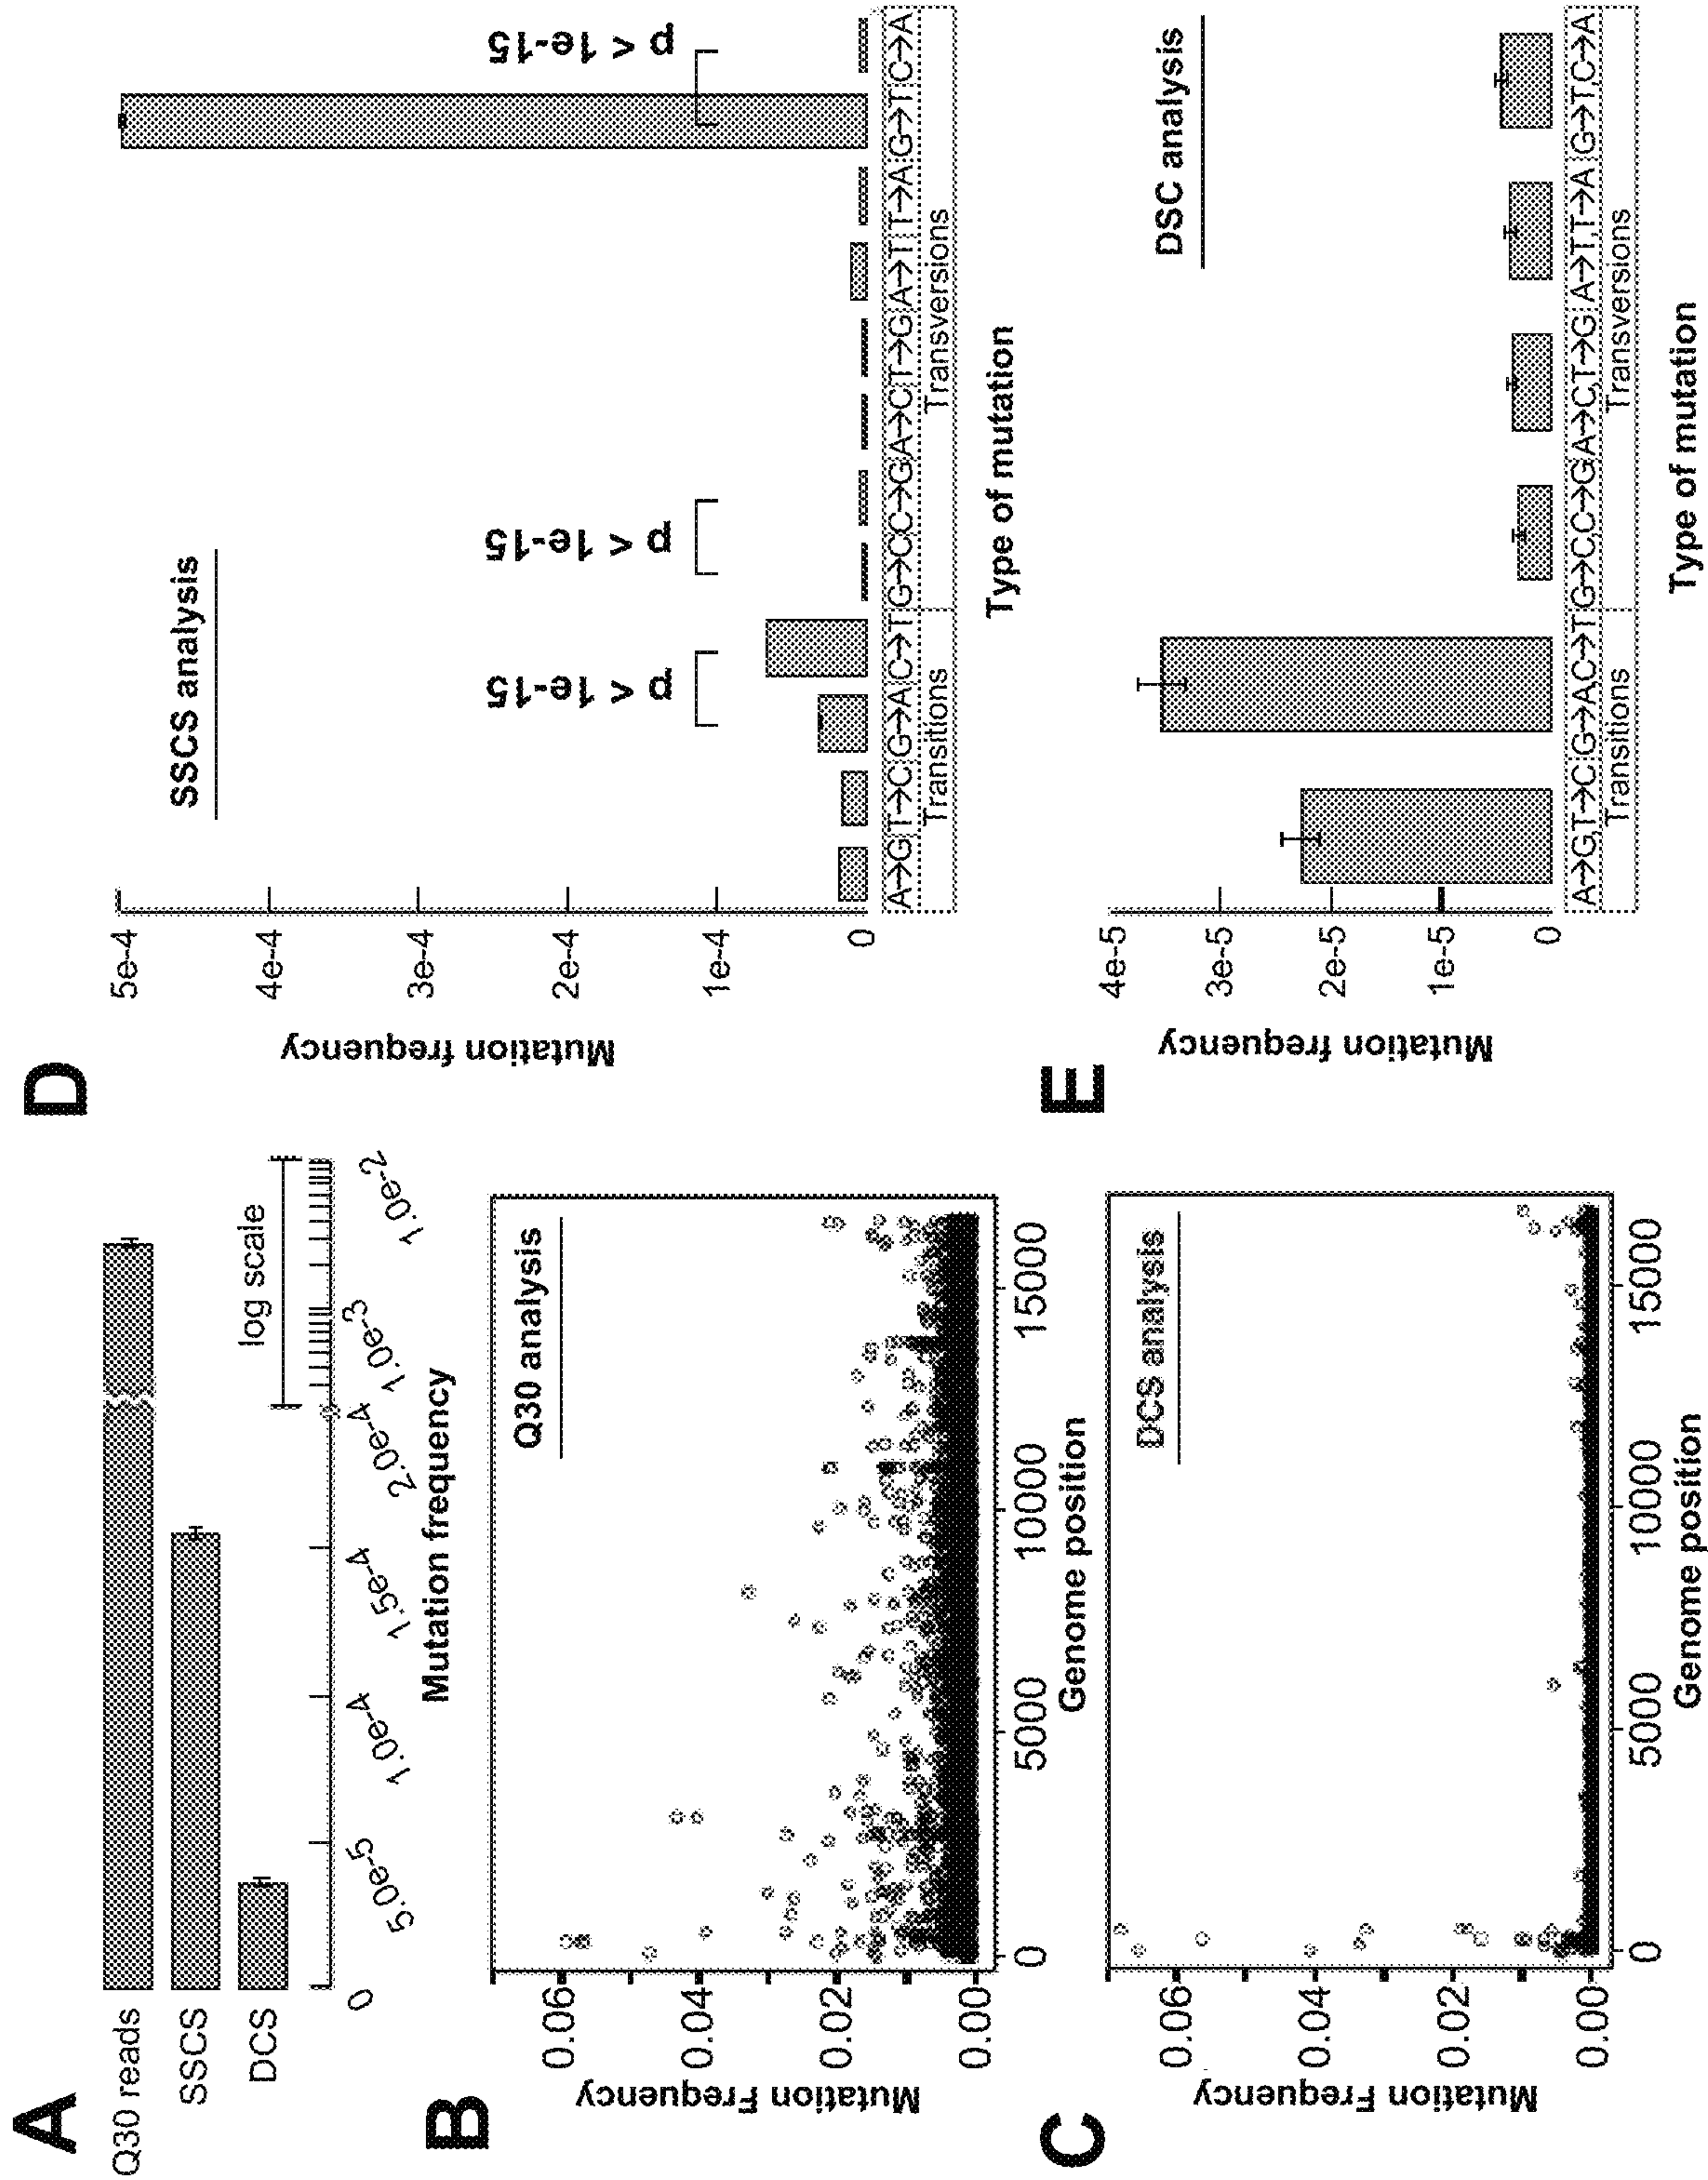 A
Q30 reads
SSCS
DCS
log scale
0
5.0e-5
1.0e-4
1.5e-4
2.0e-4
1.0e-3
1.0e-2
Mutation frequency
B
Q30 analysis
Mutation Frequency
0.06
0.04
0.02
0.00
0
5000
10000
15000
Genome position
C
DCS analysis
Mutation Frequency
0.06
0.04
0.02
0.00
0
5000
10000
15000
Genome position
D
SSCS analysis
Mutation frequency
5e-4
4e-4
3e-4
2e-4
1e-4
0
p < 1e-15
p < 1e-15
p < 1e-15
A→G T→C G→A C→T G→C C→G A→C T→G A→T T→A G→T C→A
Transitions
Transversions
Type of mutation
E
DSC analysis
Mutation frequency
4e-5
3e-5
2e-5
1e-5
0
A→G,T→C G→A C→T G→C C→G A→C,T→G A→T T→A G→T C→A
Transitions
Transversions
Type of mutation